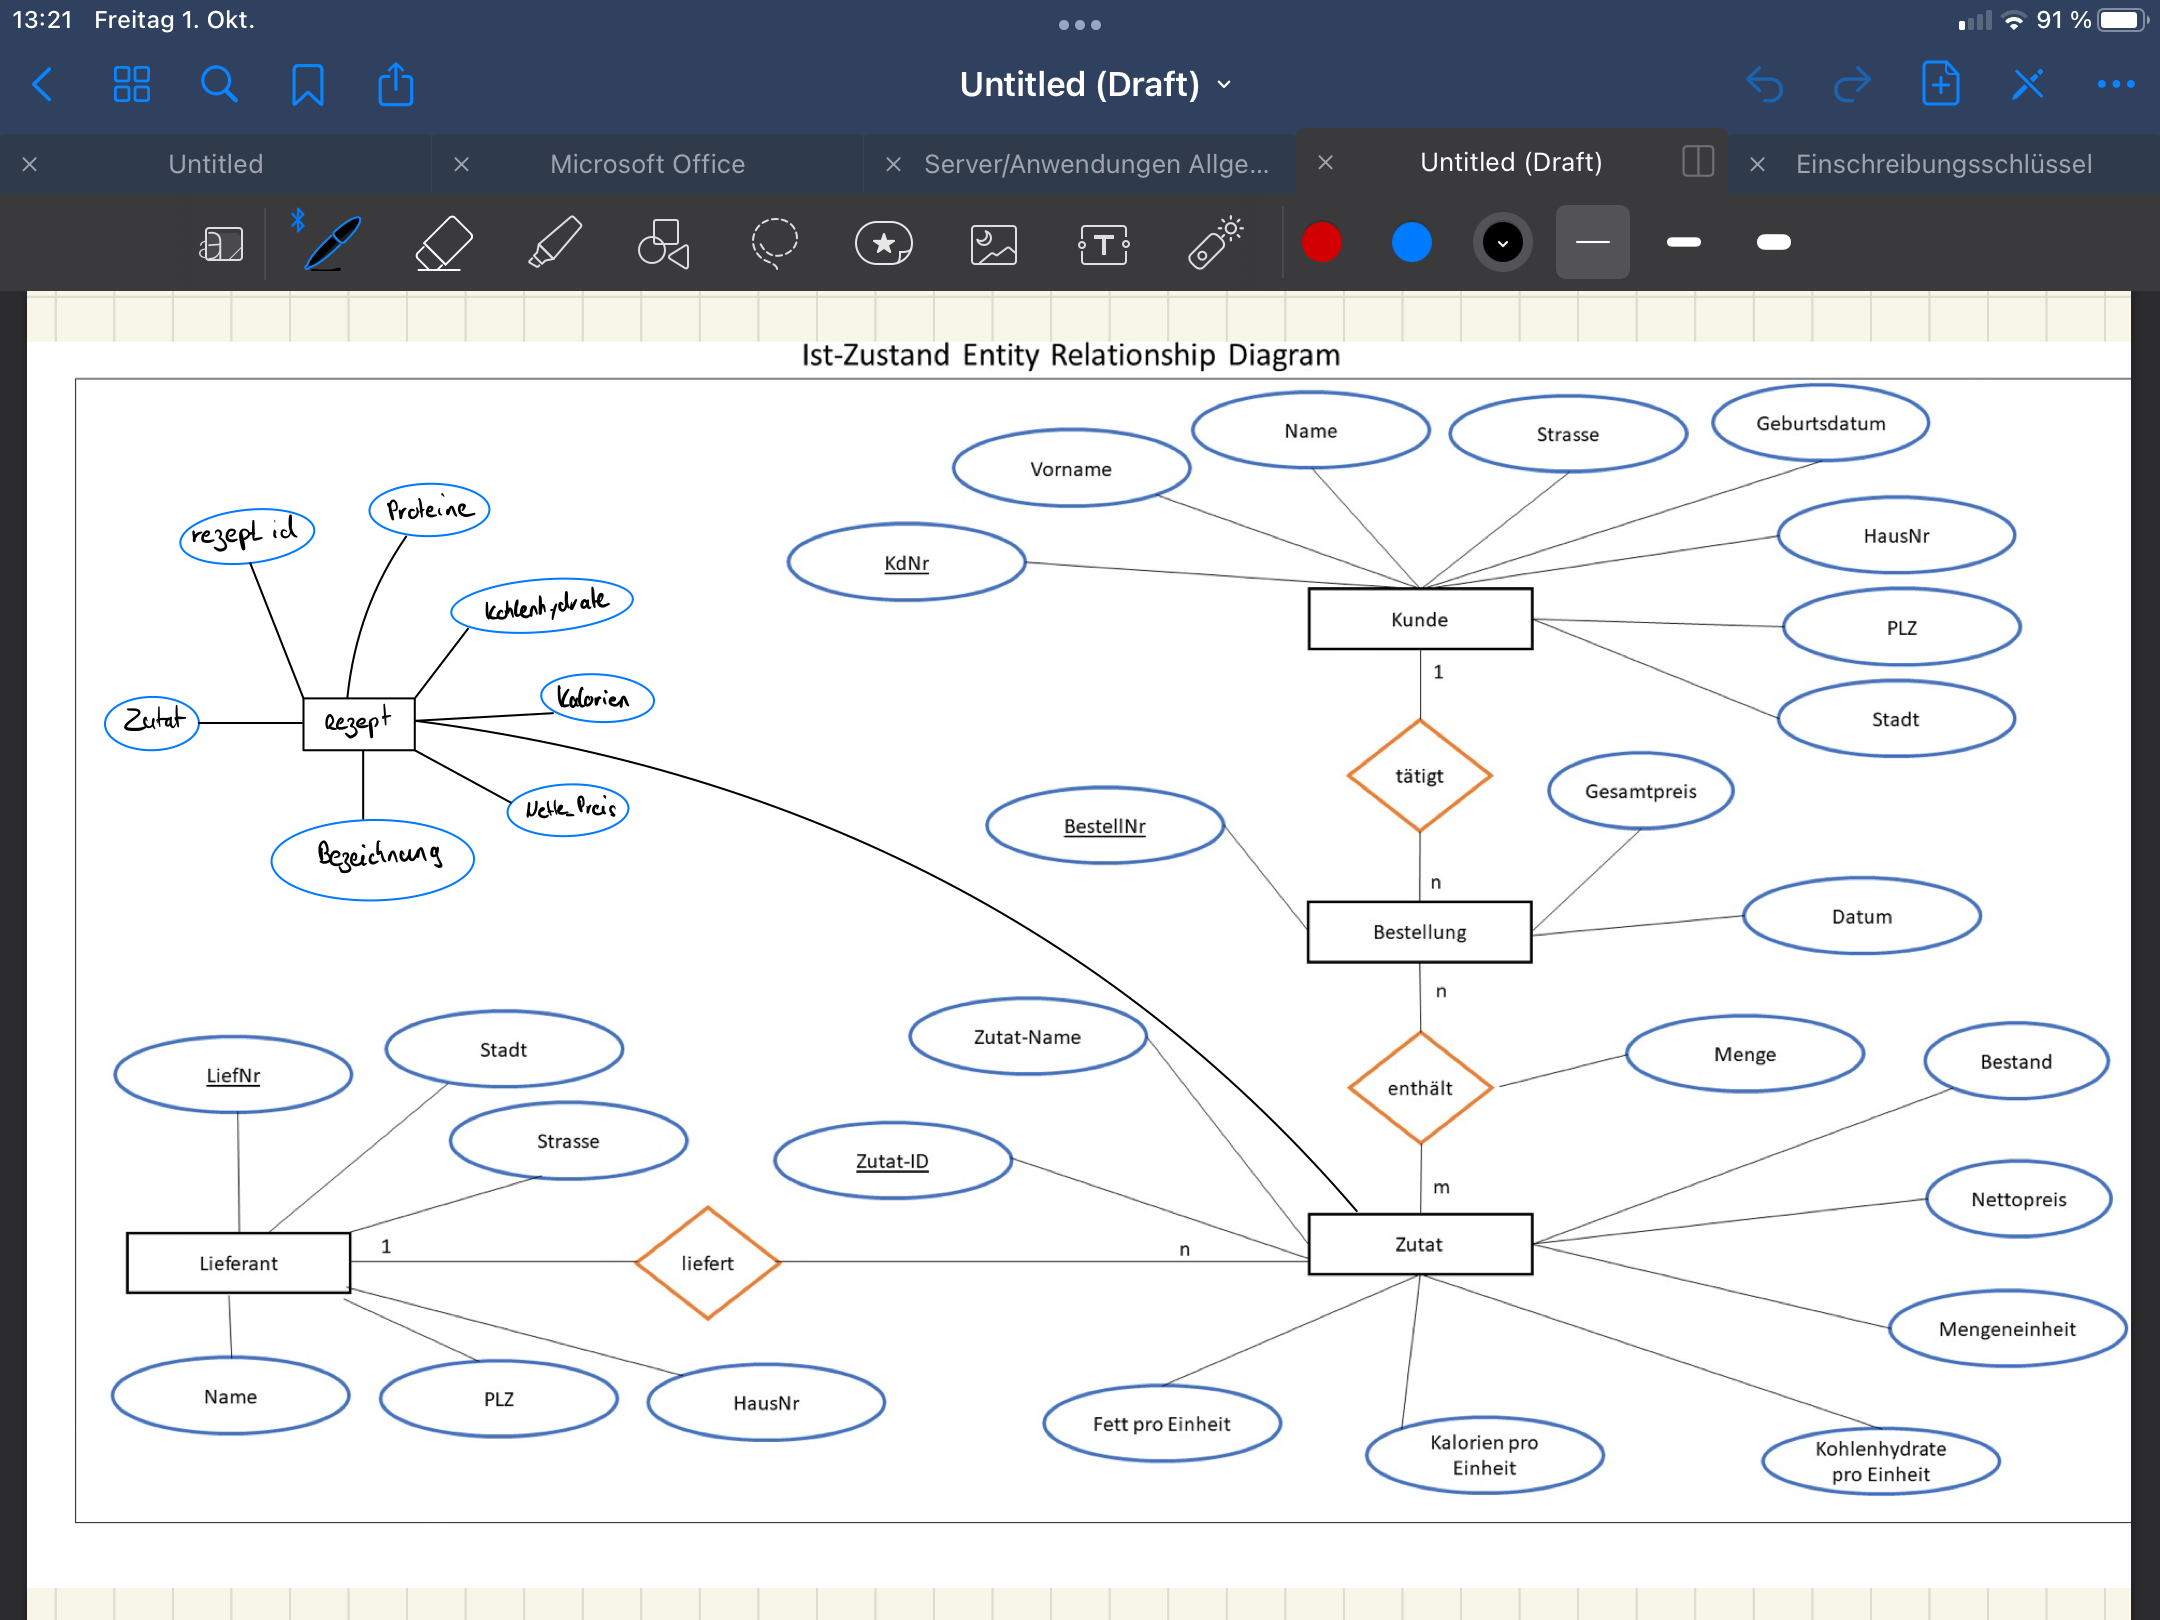 13:21 Freitag 1. Okt.
91 %
Untitled (Draft)
Untitled
Microsoft Office
Server/Anwendungen Allge...
Untitled (Draft)
Einschreibungsschlüssel
Ist-Zustand Entity Relationship Diagram
Name
Strasse
Geburtsdatum
Vorname
KdNr
HausNr
Kunde
PLZ
Stadt
1
tätigt
n
rezept id
Proteine
Kohlenhydrate
Kalorien
Zutat
Rezept
Netto_Preis
Bezeichnung
BestellNr
Gesamtpreis
Bestellung
Datum
n
Zutat-Name
enthält
Menge
Bestand
m
Zutat-ID
Nettopreis
LiefNr
Stadt
Strasse
Lieferant
1
liefert
n
Zutat
Mengeneinheit
Name
PLZ
HausNr
Fett pro Einheit
Kalorien pro
Einheit
Kohlenhydrate
pro Einheit